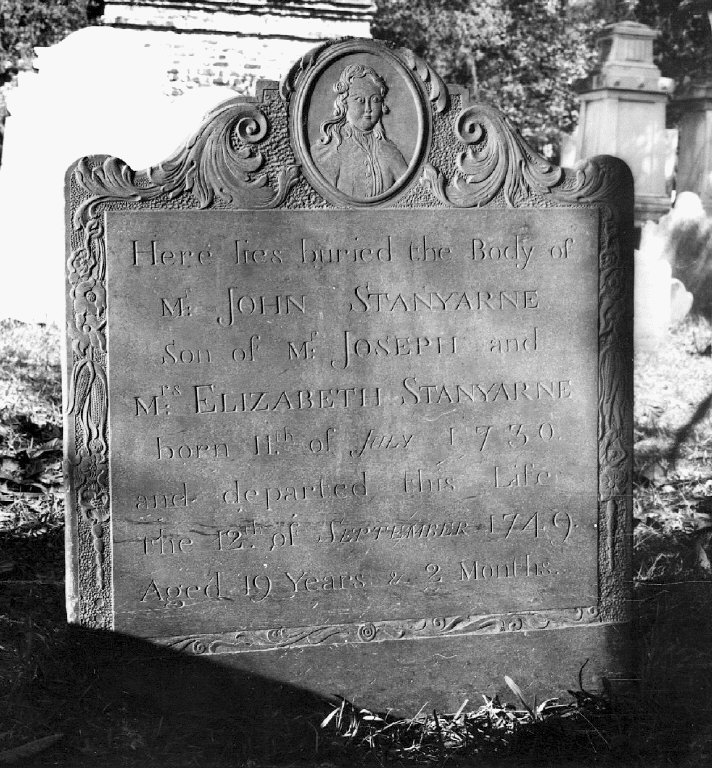 Here lies buried the Body of
Mr. JOHN STANYARNE
Son of Mr. JOSEPH and
Mrs. ELIZABETH STANYARNE
born 11th of JULY 1730.
and departed this Life
the 12th of SEPTEMBER 1749.
Aged 19 Years & 2 Months.